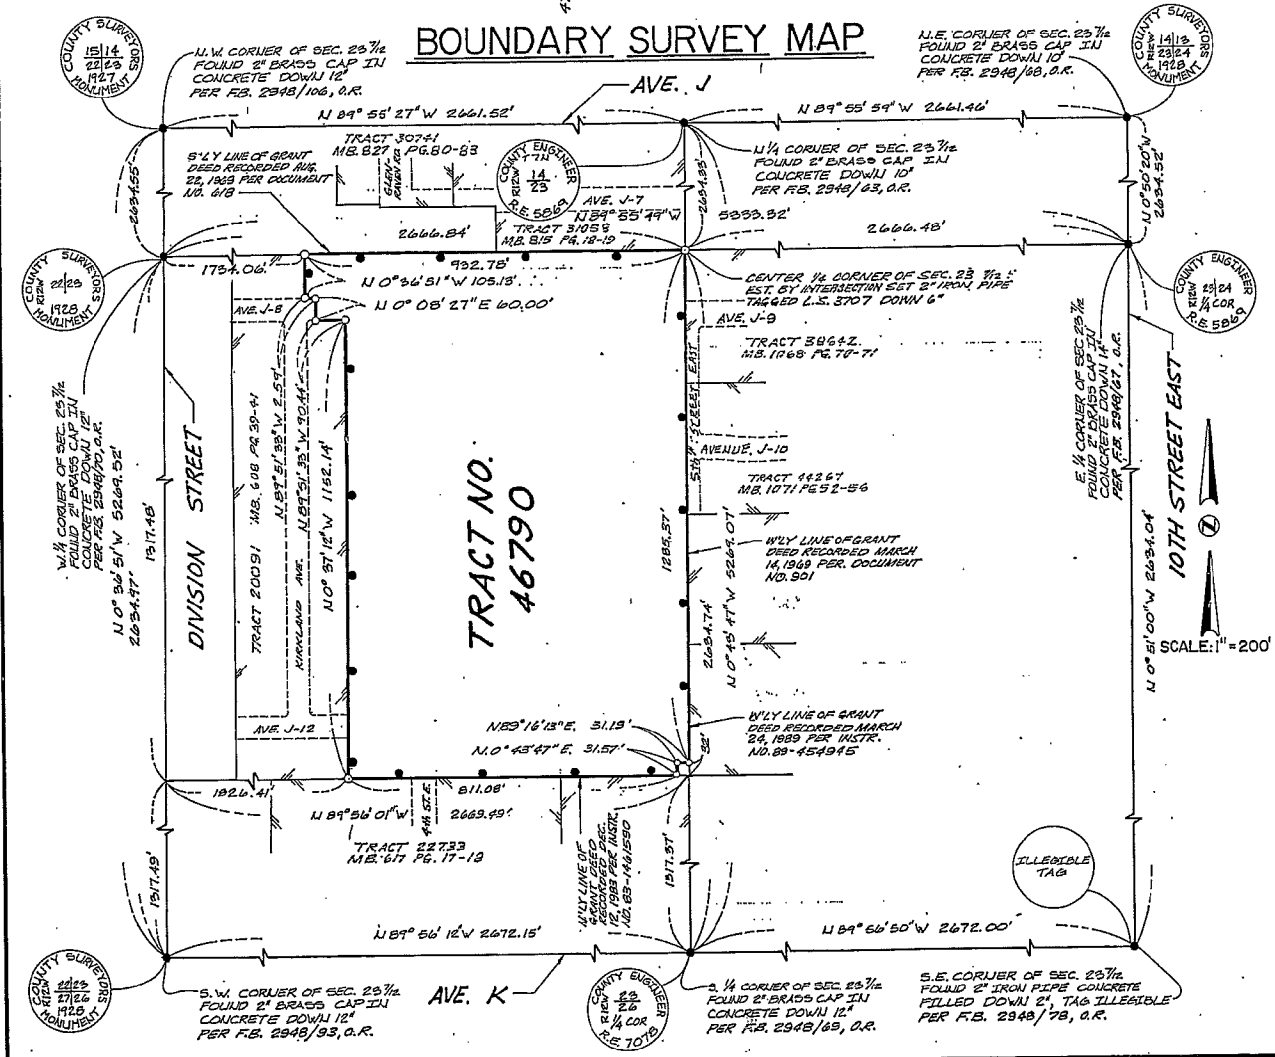 BOUNDARY SURVEY MAP
COUNTY SURVEYORS
R12W
15|14
22|23
1927
MONUMENT
N.W. CORNER OF SEC. 23 7/12
FOUND 2" BRASS CAP IN
CONCRETE DOWN 12"
PER F.B. 2948/106, O.R.
AVE. J
N.E. CORNER OF SEC. 23 7/12
FOUND 2" BRASS CAP IN
CONCRETE DOWN 10"
PER F.B. 2948/68, O.R.
COUNTY SURVEYORS
R12W
14|13
23|24
1928
MONUMENT
N 89° 55' 27" W 2661.52'
N 89° 55' 59" W 2661.46'
TRACT 30741
M.B. 827 PG. 80-83
GLEN-
RAVEN RD.
S'LY LINE OF GRANT
DEED RECORDED AUG.
22, 1963 PER DOCUMENT
NO. 618
COUNTY ENGINEER
T7N
R12W
14
23
R.E. 5869
N 1/4 CORNER OF SEC. 23 7/12
FOUND 2" BRASS CAP IN
CONCRETE DOWN 10"
PER F.B. 2948/63, O.R.
2634.55'
2634.33'
N 0° 50' 20" W
2634.52'
AVE. J-7
N 89° 55' 49" W
5333.32'
TRACT 31058
M.B. 815 PG. 18-19
2666.84'
2666.48'
1734.06'
932.78'
N 0° 36' 51" W 105.13'
N 0° 08' 27" E 60.00'
CENTER 1/4 CORNER OF SEC. 23 7/12
EST. BY INTERSECTION SET 2" IRON PIPE
TAGGED L.S. 3707 DOWN 6"
COUNTY SURVEYORS
R12W
22|23
1928
MONUMENT
COUNTY ENGINEER
R12W
23|24
1/4 COR
R.E. 5869
AVE. J-8
AVE. J-9
TRACT 38642
M.B. 1068 PG. 70-71
5TH STREET EAST
AVENUE J-10
TRACT 44267
M.B. 1071 PG 52-56
W. 1/4 CORNER OF SEC. 23 7/12
FOUND 2" BRASS CAP IN
CONCRETE DOWN 12"
PER F.B. 2948/70, O.R.
N 0° 36' 51" W 5269.52'
2634.97'
1317.48'
DIVISION STREET
TRACT 20091 M.B. 608 PG 39-41
N 89° 51' 33" W 2.59'
N 89° 51' 33" W 90.44'
KIRKLAND AVE.
N 0° 37' 12" W 1152.14'
TRACT NO.
46790
1285.37'
2634.74'
N 0° 43' 47" W 5269.07'
W'LY LINE OF GRANT
DEED RECORDED MARCH
14, 1969 PER DOCUMENT
NO. 901
E. 1/4 CORNER OF SEC. 23 7/12
FOUND 2" BRASS CAP IN
CONCRETE DOWN 14"
PER F.B. 2948/67, O.R.
10TH STREET EAST
N 0° 51' 00" W 2634.04'
N
SCALE: 1" = 200'
AVE. J-12
N 89° 16' 13" E. 31.19'
N. 0° 43' 47" E. 31.57'
32'
W'LY LINE OF GRANT
DEED RECORDED MARCH
24, 1989 PER INSTR.
NO. 89-454945
1826.41'
811.08'
N 89° 56' 01" W
2669.49'
4TH ST. E.
TRACT 22733
M.B. 617 PG. 17-19
N'LY LINE OF
GRANT DEED
RECORDED DEC.
12, 1983 PER INSTR.
NO. 83-1461590
1317.49'
1317.37'
ILLEGIBLE
TAG
N 89° 56' 12" W 2672.15'
N 89° 56' 50" W 2672.00'
COUNTY SURVEYORS
R12W
22|23
27|26
1928
MONUMENT
S.W. CORNER OF SEC. 23 7/12
FOUND 2" BRASS CAP IN
CONCRETE DOWN 12"
PER F.B. 2948/93, O.R.
AVE. K
COUNTY ENGINEER
R12W
23
26
1/4 COR
R.E. 7078
S. 1/4 CORNER OF SEC. 23 7/12
FOUND 2" BRASS CAP IN
CONCRETE DOWN 12"
PER F.B. 2948/69, O.R.
S.E. CORNER OF SEC. 23 7/12
FOUND 2" IRON PIPE CONCRETE
FILLED DOWN 2", TAG ILLEGIBLE
PER F.B. 2948/78, O.R.